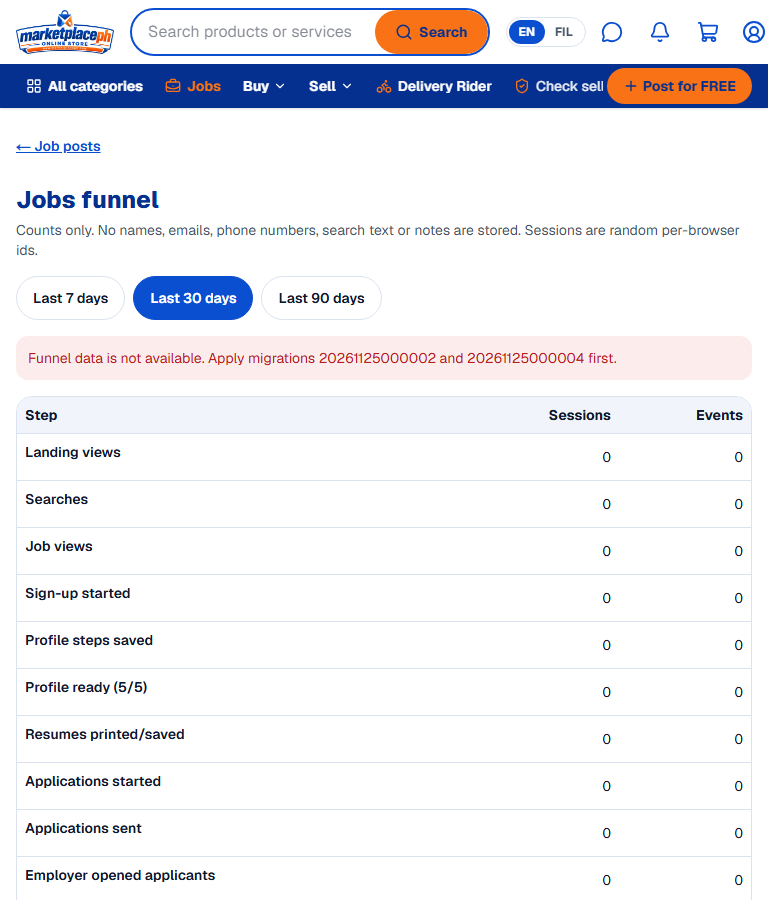 marketplaceph
ONLINE STORE
Search products or services
Search
EN
FIL
All categories
Jobs
Buy
Sell
Delivery Rider
Check sell
+ Post for FREE
← Job posts
Jobs funnel
Counts only. No names, emails, phone numbers, search text or notes are stored. Sessions are random per-browser
ids.
Last 7 days
Last 30 days
Last 90 days
Funnel data is not available. Apply migrations 20261125000002 and 20261125000004 first.
Step Sessions Events
Landing views 0 0
Searches 0 0
Job views 0 0
Sign-up started 0 0
Profile steps saved 0 0
Profile ready (5/5) 0 0
Resumes printed/saved 0 0
Applications started 0 0
Applications sent 0 0
Employer opened applicants 0 0